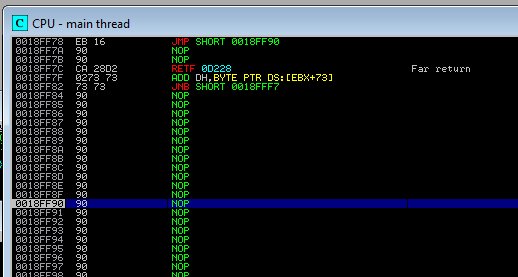 C CPU - main thread
0018FF78 EB 16 JMP SHORT 0018FF90
0018FF7A 90 NOP
0018FF7B 90 NOP
0018FF7C CA 28D2 RETF 0D228 Far return
0018FF7F 0273 73 ADD DH,BYTE PTR DS:[EBX+73]
0018FF82 73 73 JNB SHORT 0018FFF7
0018FF84 90 NOP
0018FF85 90 NOP
0018FF86 90 NOP
0018FF87 90 NOP
0018FF88 90 NOP
0018FF89 90 NOP
0018FF8A 90 NOP
0018FF8B 90 NOP
0018FF8C 90 NOP
0018FF8D 90 NOP
0018FF8E 90 NOP
0018FF8F 90 NOP
0018FF90 90 NOP
0018FF91 90 NOP
0018FF92 90 NOP
0018FF93 90 NOP
0018FF94 90 NOP
0018FF95 90 NOP
0018FF96 90 NOP
0018FF97 90 NOP
0018FF98 90 NOP